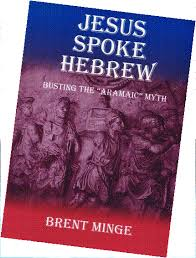 JESUS
SPOKE
HEBREW
BUSTING THE "ARAMAIC" MYTH
BRENT MINGE